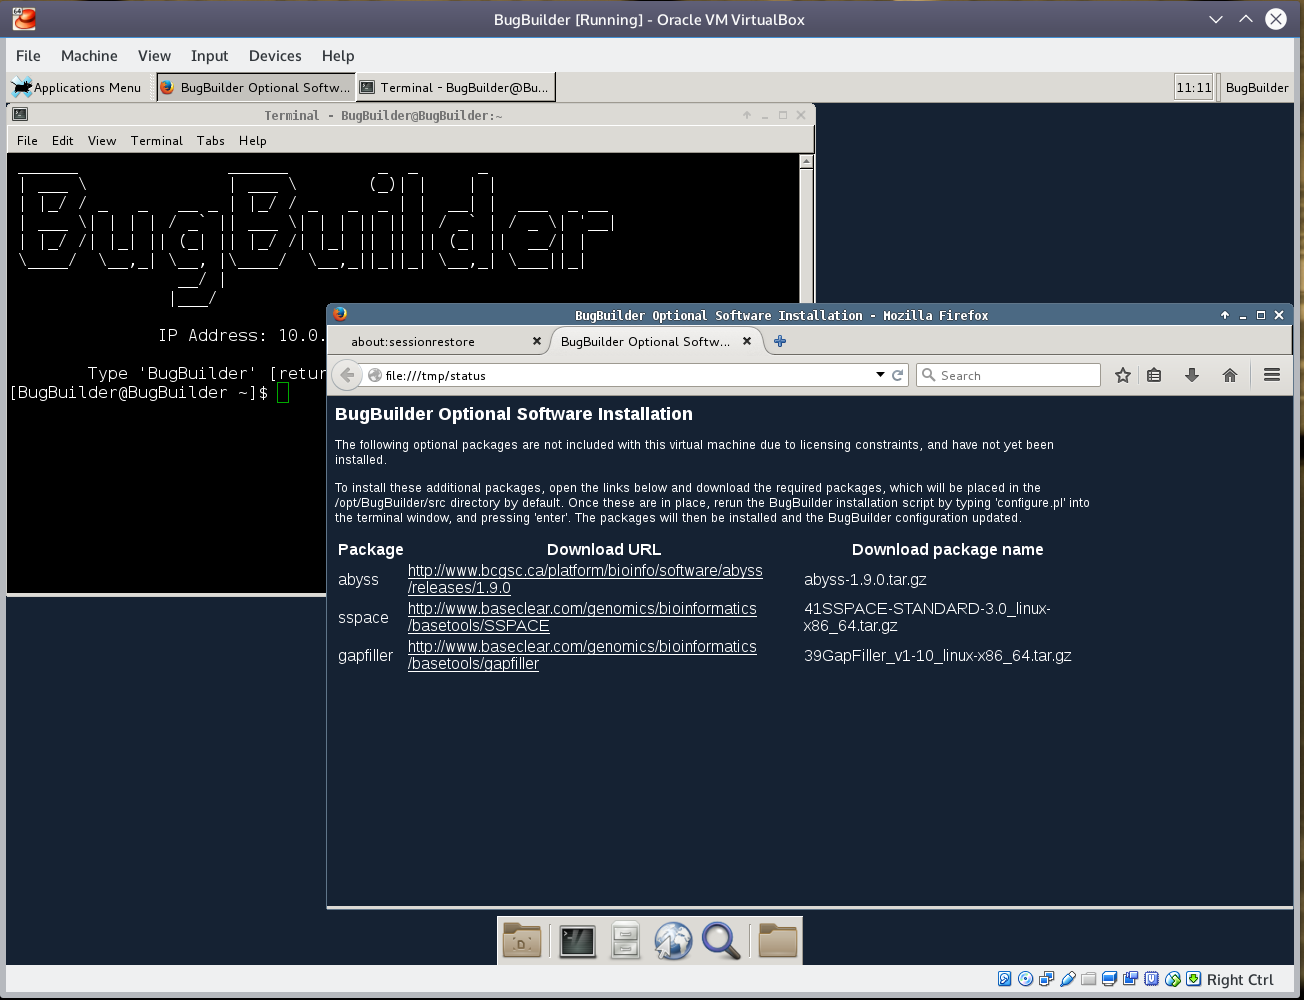 BugBuilder [Running] - Oracle VM VirtualBox
File Machine View Input Devices Help
Applications Menu
BugBuilder Optional Softw...
Terminal - BugBuilder@Bu...
11:11
BugBuilder
Terminal - BugBuilder@BugBuilder:~
File Edit View Terminal Tabs Help
BugBuilder
IP Address: 10.0.
Type 'BugBuilder' [retur
[BugBuilder@BugBuilder ~]$
BugBuilder Optional Software Installation - Mozilla Firefox
about:sessionrestore
BugBuilder Optional Softw...
file:///tmp/status
Search
BugBuilder Optional Software Installation
The following optional packages are not included with this virtual machine due to licensing constraints, and have not yet been
installed.
To install these additional packages, open the links below and download the required packages, which will be placed in the
/opt/BugBuilder/src directory by default. Once these are in place, rerun the BugBuilder installation script by typing 'configure.pl' into
the terminal window, and pressing 'enter'. The packages will then be installed and the BugBuilder configuration updated.
Package Download URL Download package name
abyss
http://www.bcgsc.ca/platform/bioinfo/software/abyss
/releases/1.9.0
abyss-1.9.0.tar.gz
sspace
http://www.baseclear.com/genomics/bioinformatics
/basetools/SSPACE
41SSPACE-STANDARD-3.0_linux-
x86_64.tar.gz
gapfiller
http://www.baseclear.com/genomics/bioinformatics
/basetools/gapfiller
39GapFiller_v1-10_linux-x86_64.tar.gz
Right Ctrl